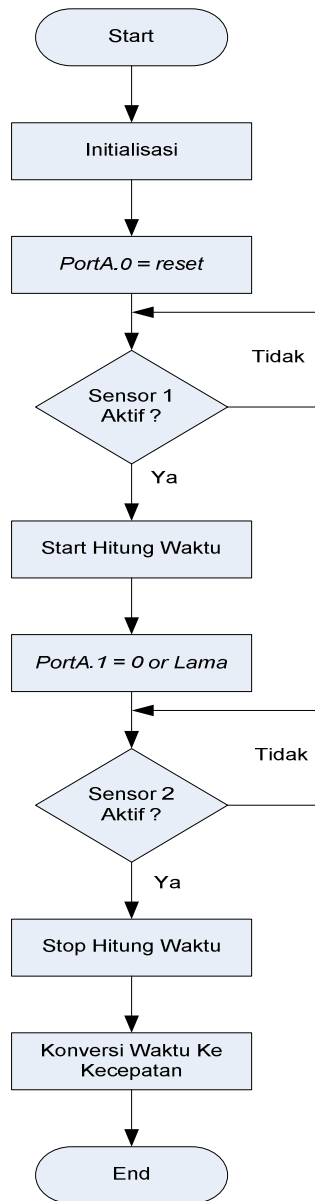 Start
Initialisasi
PortA.0 = reset
Tidak
Sensor 1
Aktif ?
Ya
Start Hitung Waktu
PortA.1 = 0 or Lama
Tidak
Sensor 2
Aktif ?
Ya
Stop Hitung Waktu
Konversi Waktu Ke
Kecepatan
End